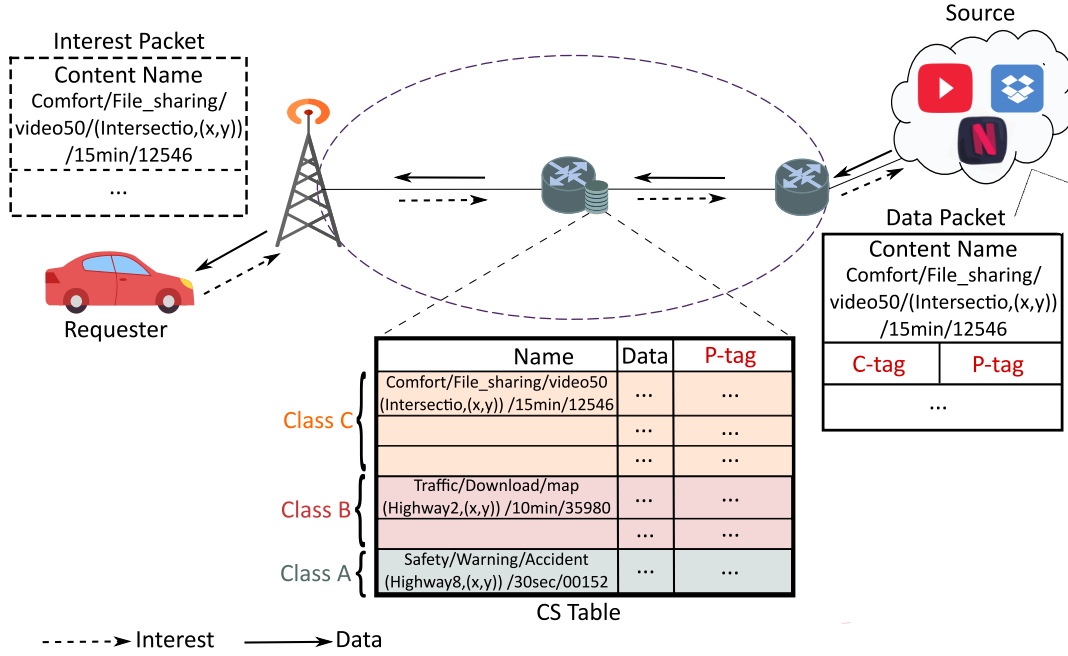 Source
Interest Packet
Content Name
Comfort/File_sharing/
video50/(Intersectio,(x,y))
/15min/12546
...
N
Requester
Data Packet
Content Name
Comfort/File_sharing/
video50/(Intersectio,(x,y))
/15min/12546
C-tag P-tag
...
Name Data P-tag
Class C
Comfort/File_sharing/video50
(Intersectio,(x,y)) /15min/12546 ... ...
... ...
... ...
Class B
Traffic/Download/map
(Highway2,(x,y)) /10min/35980 ... ...
... ...
Class A
Safety/Warning/Accident
(Highway8,(x,y)) /30sec/00152 ... ...
CS Table
Interest Data